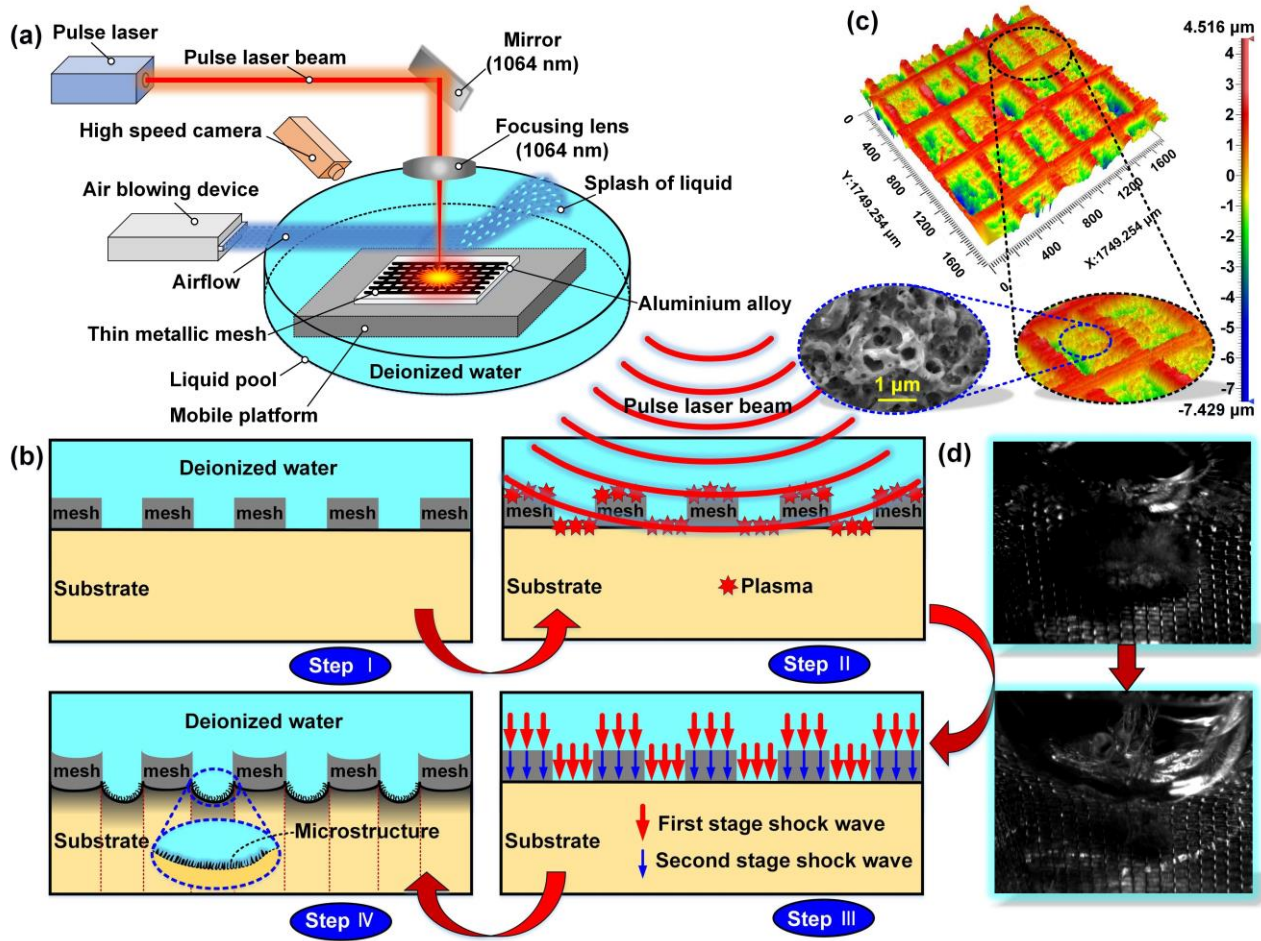 (a)
Pulse laser
Pulse laser beam
Mirror
(1064 nm)
High speed camera
Focusing lens
(1064 nm)
Air blowing device
Splash of liquid
Airflow
Aluminium alloy
Thin metallic mesh
Liquid pool
Deionized water
Mobile platform
Pulse laser beam
(c)
4.516 µm
4
3
2
1
0
-1
-2
-3
-4
-5
-6
-7
-7.429 µm
0
400
800
1200
1600
Y:1749.254 µm
0
400
800
1200
1600
X:1749.254 µm
1 µm
(b)
Deionized water
mesh
mesh
mesh
mesh
mesh
Substrate
Step I
mesh
mesh
mesh
mesh
mesh
Substrate
Plasma
Step II
(d)
Deionized water
mesh
mesh
mesh
mesh
mesh
Substrate
Microstructure
Step IV
Substrate
First stage shock wave
Second stage shock wave
Step III